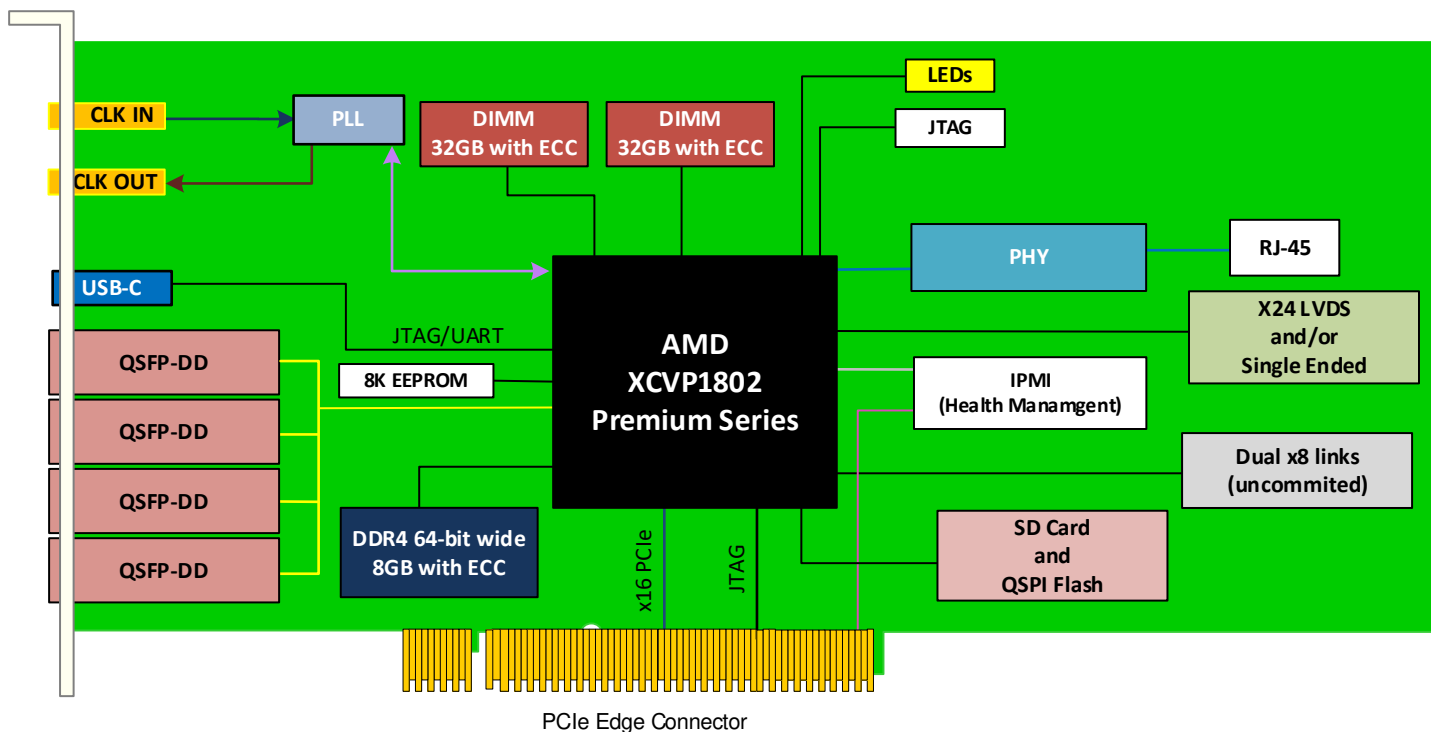 LEDs
CLK IN
PLL
DIMM
32GB with ECC
DIMM
32GB with ECC
JTAG
CLK OUT
PHY
RJ-45
USB-C
X24 LVDS
and/or
Single Ended
JTAG/UART
AMD
XCVP1802
Premium Series
QSFP-DD
8K EEPROM
IPMI
(Health Manamgent)
QSFP-DD
Dual x8 links
(uncommited)
QSFP-DD
DDR4 64-bit wide
8GB with ECC
x16 PCIe
JTAG
SD Card
and
QSPI Flash
QSFP-DD
PCIe Edge Connector